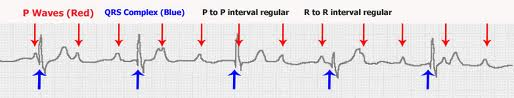 P Waves (Red) QRS Complex (Blue) P to P interval regular R to R interval regular